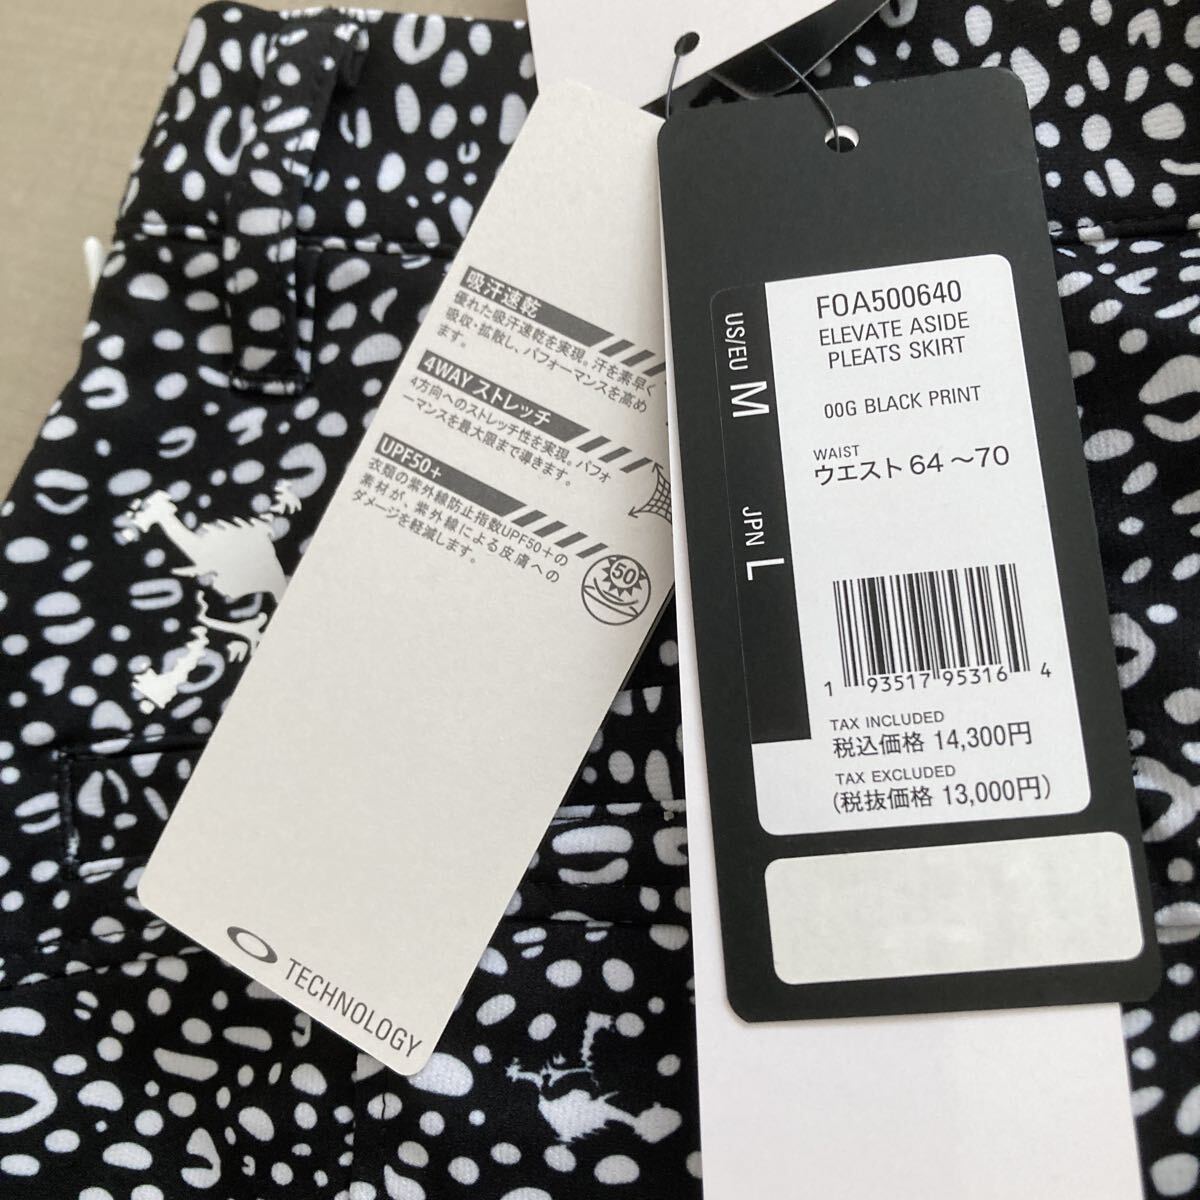 吸汗速乾
優れた吸汗速乾を実現。汗を素早く
吸収・拡散し、パフォーマンスを高め
ます。
4WAY ストレッチ
4方向へのストレッチ性を実現。パフォ
ーマンスを最大限まで導きます。
UPF50+
衣類の紫外線防止指数UPF50+の
素材が、紫外線による皮膚への
ダメージを軽減します。
50
TECHNOLOGY
US/EU M
JPN L
FOA500640
ELEVATE ASIDE
PLEATS SKIRT
00G BLACK PRINT
WAIST
ウエスト 64 ～70
1 93517 95316 4
TAX INCLUDED
税込価格 14,300円
TAX EXCLUDED
(税抜価格 13,000円)